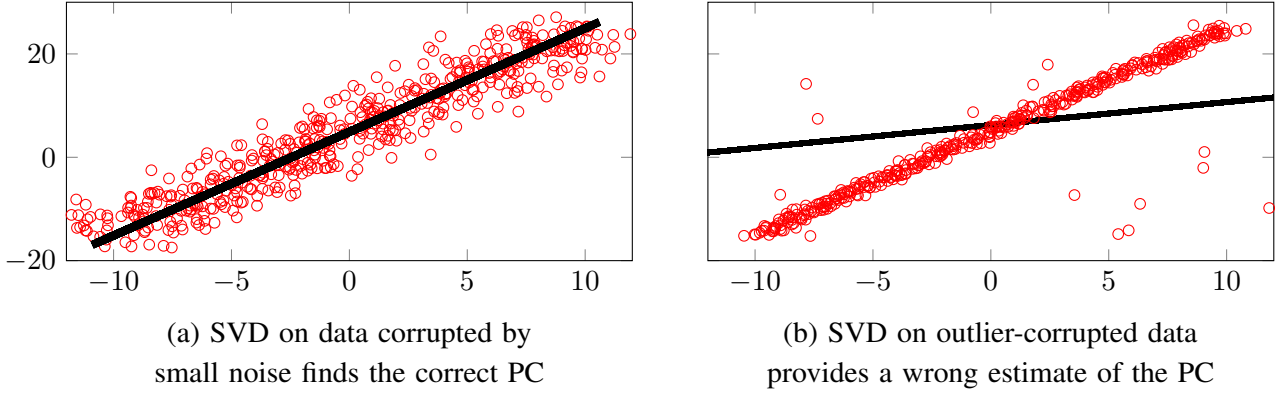 20
0
−20
−10 −5 0 5 10
−10 −5 0 5 10
(a) SVD on data corrupted by
small noise finds the correct PC
(b) SVD on outlier-corrupted data
provides a wrong estimate of the PC